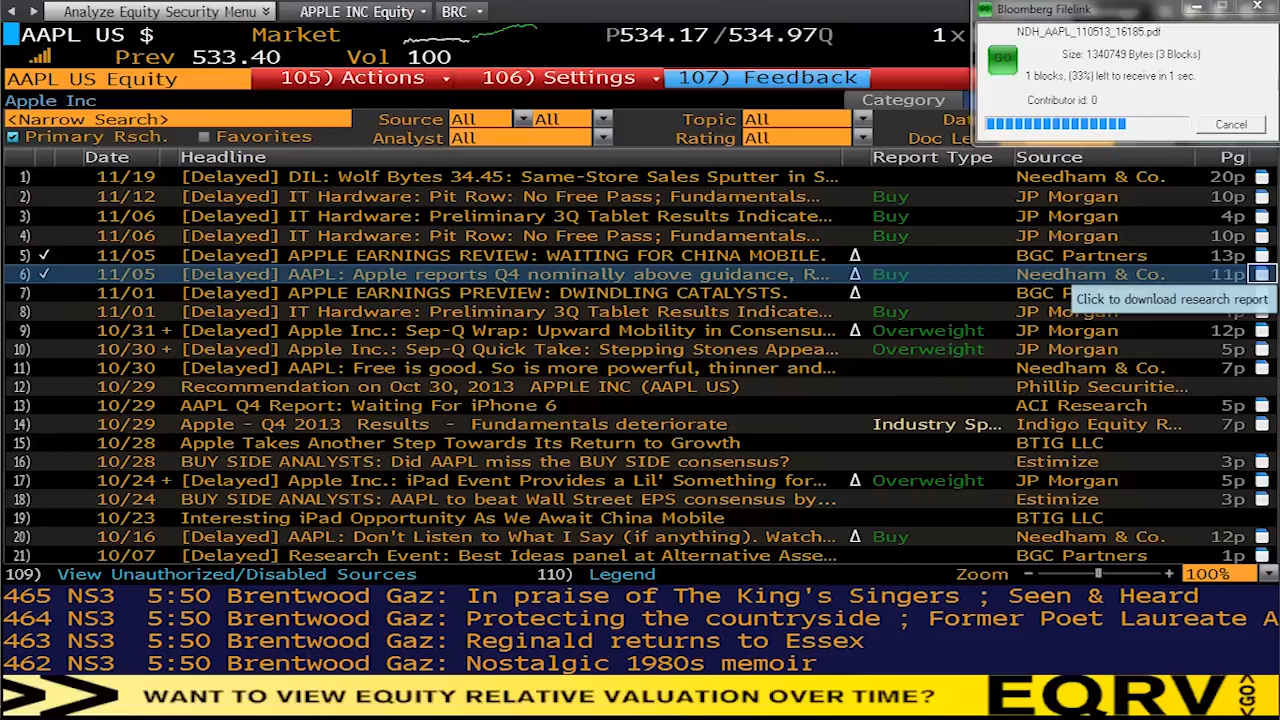 Analyze Equity Security Menu APPLE INC Equity BRC
AAPL US $ Market P534.17/534.97Q 1x
Prev 533.40 Vol 100
AAPL US Equity 105) Actions 106) Settings 107) Feedback
Apple Inc Category
<Narrow Search> Source All All Topic All
Primary Rsch. Favorites Analyst All Rating All Doc Le
Date Headline Report Type Source Pg
1) 11/19 [Delayed] DIL: Wolf Bytes 34.45: Same-Store Sales Sputter in S... Needham & Co. 20p
2) 11/12 [Delayed] IT Hardware: Pit Row: No Free Pass; Fundamentals... Buy JP Morgan 10p
3) 11/06 [Delayed] IT Hardware: Preliminary 3Q Tablet Results Indicate... Buy JP Morgan 4p
4) 11/06 [Delayed] IT Hardware: Pit Row: No Free Pass; Fundamentals... Buy JP Morgan 10p
5) ✓ 11/05 [Delayed] APPLE EARNINGS REVIEW: WAITING FOR CHINA MOBILE. Δ BGC Partners 13p
6) ✓ 11/05 [Delayed] AAPL: Apple reports Q4 nominally above guidance, R... Δ Buy Needham & Co. 11p
7) 11/01 [Delayed] APPLE EARNINGS PREVIEW: DWINDLING CATALYSTS. Δ BGC
8) 11/01 [Delayed] IT Hardware: Preliminary 3Q Tablet Results Indicate... Buy JP Morgan
9) 10/31 + [Delayed] Apple Inc.: Sep-Q Wrap: Upward Mobility in Consensu... Δ Overweight JP Morgan 12p
10) 10/30 + [Delayed] Apple Inc.: Sep-Q Quick Take: Stepping Stones Appea... Overweight JP Morgan 5p
11) 10/30 [Delayed] AAPL: Free is good. So is more powerful, thinner and... Needham & Co. 7p
12) 10/29 Recommendation on Oct 30, 2013 APPLE INC (AAPL US) Phillip Securitie...
13) 10/29 AAPL Q4 Report: Waiting For iPhone 6 ACI Research 5p
14) 10/29 Apple - Q4 2013 Results - Fundamentals deteriorate Industry Sp... Indigo Equity R... 7p
15) 10/28 Apple Takes Another Step Towards Its Return to Growth BTIG LLC
16) 10/28 BUY SIDE ANALYSTS: Did AAPL miss the BUY SIDE consensus? Estimize 3p
17) 10/24 + [Delayed] Apple Inc.: iPad Event Provides a Lil' Something for... Δ Overweight JP Morgan 5p
18) 10/24 BUY SIDE ANALYSTS: AAPL to beat Wall Street EPS consensus by... Estimize 3p
19) 10/23 Interesting iPad Opportunity As We Await China Mobile BTIG LLC
20) 10/16 [Delayed] AAPL: Don't Listen to What I Say (if anything). Watch... Δ Buy Needham & Co. 12p
21) 10/07 [Delayed] Research Event: Best Ideas panel at Alternative Asse... BGC Partners 1p
109) View Unauthorized/Disabled Sources 110) Legend Zoom - + 100%
465 NS3 5:50 Brentwood Gaz: In praise of The King's Singers ; Seen & Heard
464 NS3 5:50 Brentwood Gaz: Protecting the countryside ; Former Poet Laureate A
463 NS3 5:50 Brentwood Gaz: Reginald returns to Essex
462 NS3 5:50 Brentwood Gaz: Nostalgic 1980s memoir
WANT TO VIEW EQUITY RELATIVE VALUATION OVER TIME? EQRV <GO>
Bloomberg Filelink
NDH_AAPL_110513_16185.pdf
GO
Size: 1340749 Bytes (3 Blocks)
1 blocks, (33%) left to receive in 1 sec.
Contributor id: 0
Cancel
Click to download research report